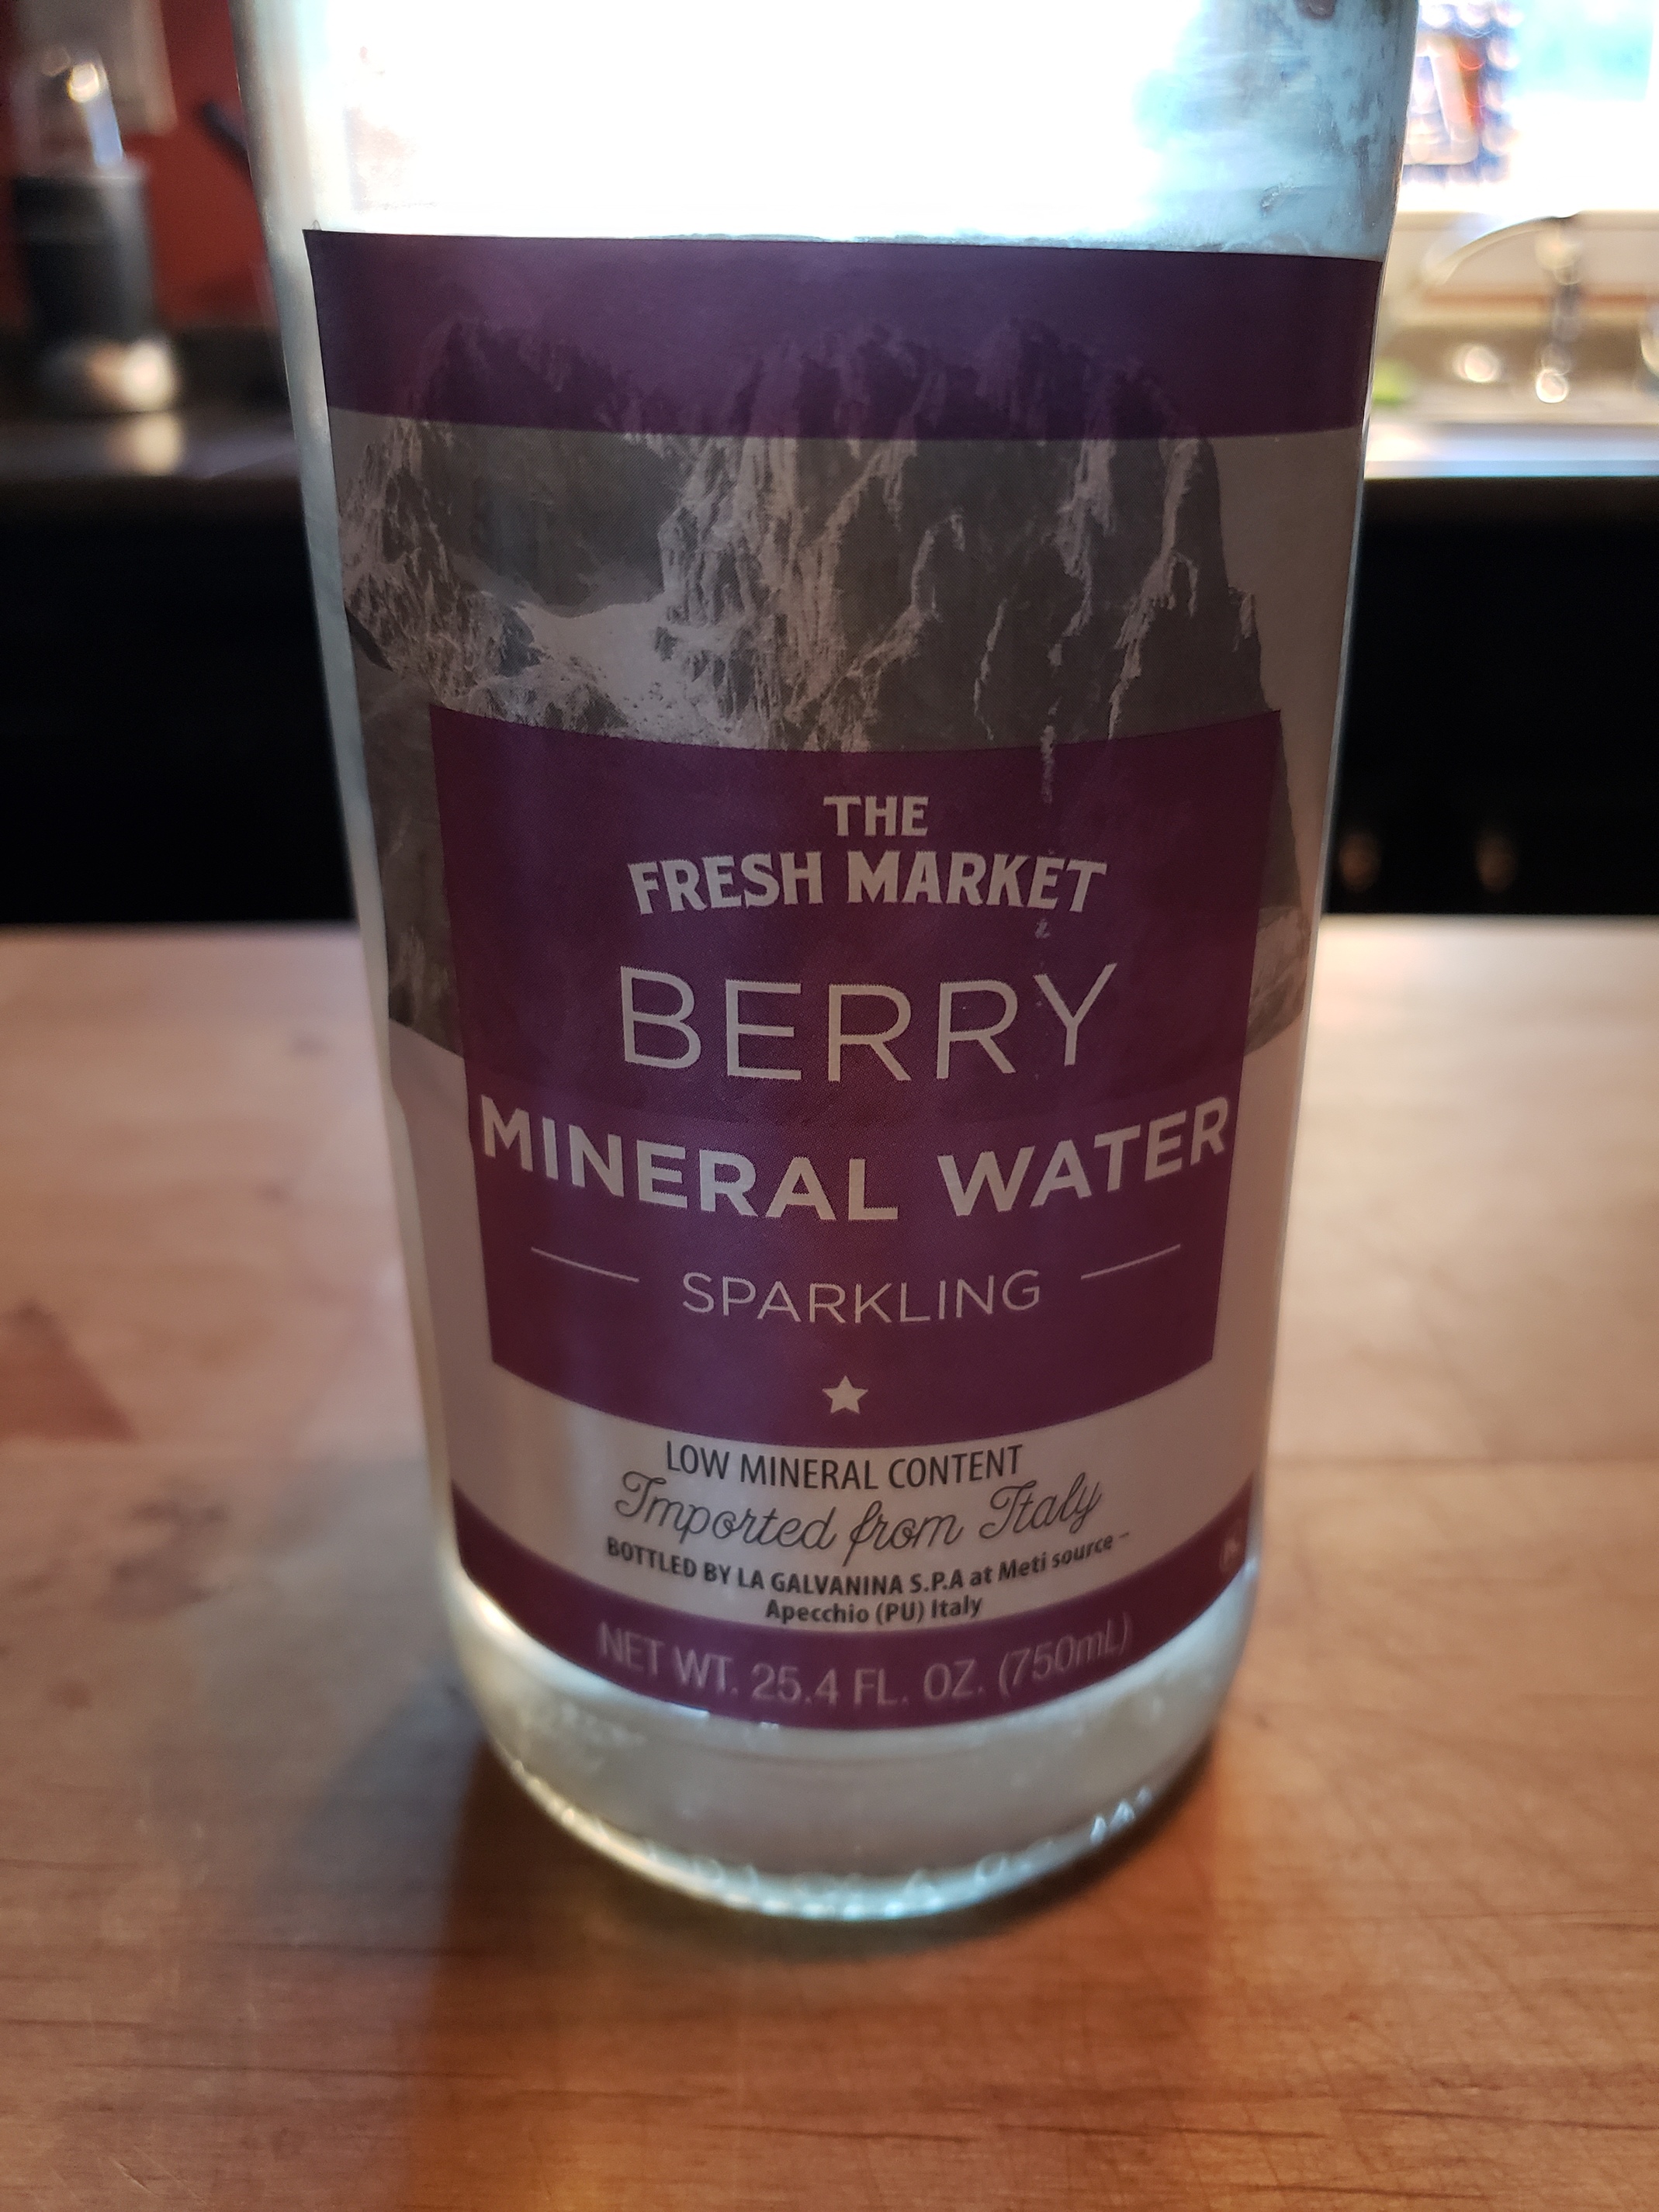 THE
FRESH MARKET
BERRY
MINERAL WATER
SPARKLING
LOW MINERAL CONTENT
Imported from Italy
BOTTLED BY LA GALVANINA S.P.A at Meti source –
Apecchio (PU) Italy
NET WT. 25.4 FL. OZ. (750mL)